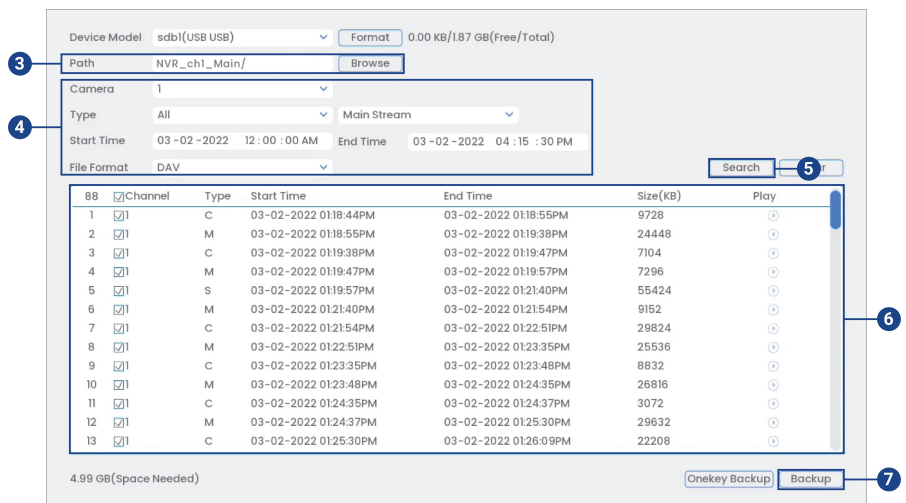 Device Model sdb1(USB USB) Format 0.00 KB/1.87 GB(Free/Total)
3 Path NVR_ch1_Main/ Browse
Camera 1
4 Type All Main Stream
Start Time 03-02-2022 12:00:00 AM End Time 03-02-2022 04:15:30 PM
File Format DAV Search 5
88 Channel Type Start Time End Time Size(KB) Play
1 1 C 03-02-2022 01:18:44PM 03-02-2022 01:18:55PM 9728
2 1 M 03-02-2022 01:18:55PM 03-02-2022 01:19:38PM 24448
3 1 C 03-02-2022 01:19:38PM 03-02-2022 01:19:47PM 7104
4 1 M 03-02-2022 01:19:47PM 03-02-2022 01:19:57PM 7296
5 1 S 03-02-2022 01:19:57PM 03-02-2022 01:21:40PM 55424
6 1 M 03-02-2022 01:21:40PM 03-02-2022 01:21:54PM 9152
7 1 C 03-02-2022 01:21:54PM 03-02-2022 01:22:51PM 29824
6
8 1 M 03-02-2022 01:22:51PM 03-02-2022 01:23:35PM 25536
9 1 C 03-02-2022 01:23:35PM 03-02-2022 01:23:48PM 8832
10 1 M 03-02-2022 01:23:48PM 03-02-2022 01:24:35PM 26816
11 1 C 03-02-2022 01:24:35PM 03-02-2022 01:24:37PM 3072
12 1 M 03-02-2022 01:24:37PM 03-02-2022 01:25:30PM 29632
13 1 C 03-02-2022 01:25:30PM 03-02-2022 01:26:09PM 22208
4.99 GB(Space Needed) Onekey Backup Backup 7